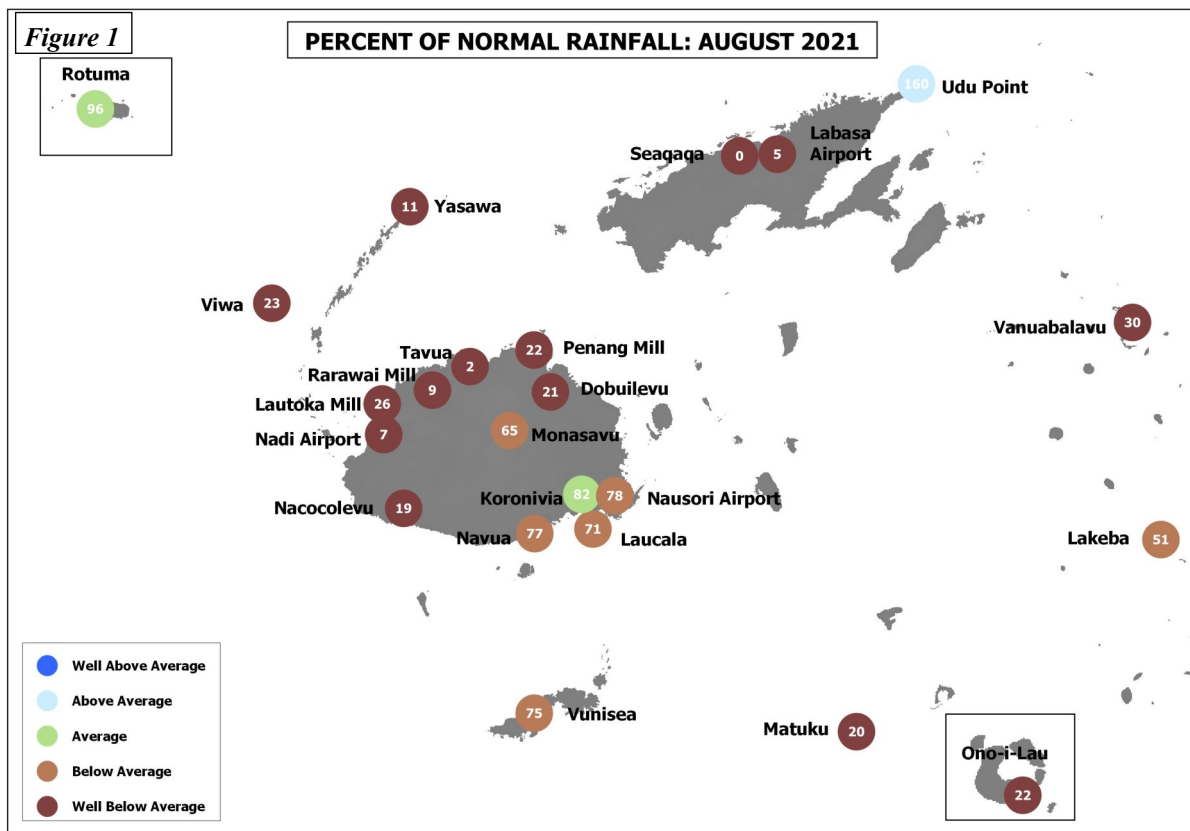 Figure 1
PERCENT OF NORMAL RAINFALL: AUGUST 2021
Rotuma
96
160
Udu Point
Labasa
Airport
Seaqaqa
0
5
11
Yasawa
Viwa
23
Vanuabalavu
30
Tavua
2
22
Penang Mill
Rarawai Mill
9
21
Dobuilevu
Lautoka Mill
26
Nadi Airport
7
65
Monasavu
Koronivia
82
78
Nausori Airport
Nacocolevu
19
Navua
77
71
Laucala
Lakeba
51
75
Vunisea
Matuku
20
Ono-i-Lau
22
Well Above Average
Above Average
Average
Below Average
Well Below Average